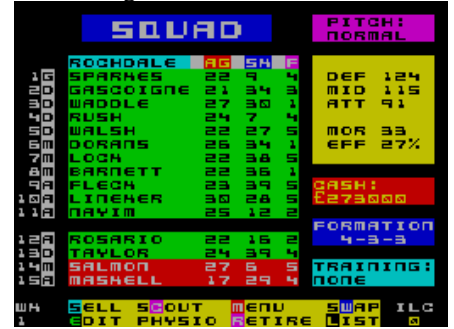 SQUAD
PITCH:
NORMAL
ROCHDALE AG SK F
1G SPARKES 22 9 4
2D GASCOIGNE 21 34 3
3D WADDLE 27 30 1
4D RUSH 24 7 4
5D WALSH 22 27 5
6M DORANS 26 34 1
7M LOCK 22 38 5
8M BARNETT 22 36 1
9A FLECK 23 39 5
10A LINEKER 30 28 5
11A NAYIM 25 12 2
12A ROSARIO 22 16 2
13D TAYLOR 24 39 4
14M SALMON 27 6 5
15A MASKELL 17 29 4
DEF 124
MID 115
ATT 91
MOR 33
EFF 27%
CASH:
£273000
FORMATION
4-3-3
TRAINING:
NONE
WK SELL SCOUT MENU SWAP ILC
1 EDIT PHYSIO RETIRE LIST 0